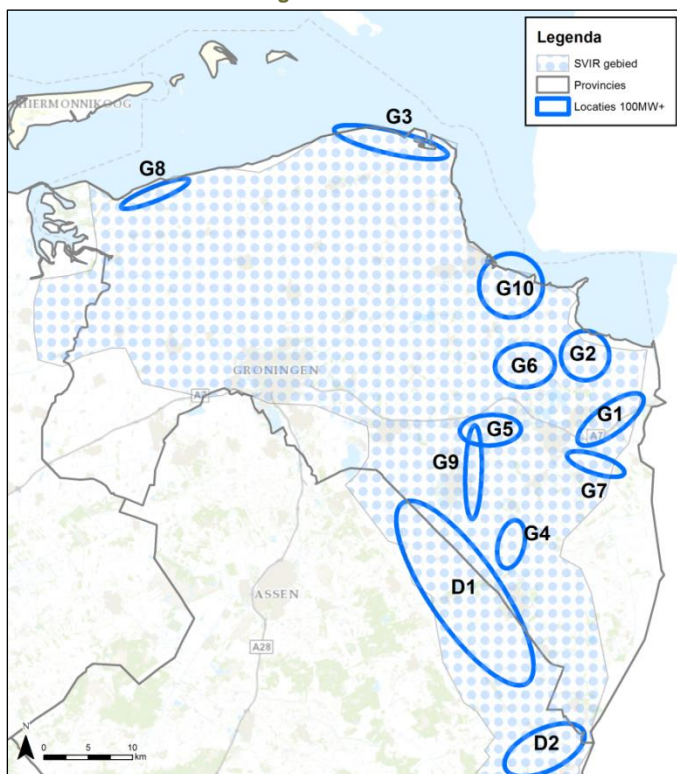 Legenda
SVIR gebied
Provincies
Locaties 100MW+
G3
G8
G10
G6
G2
GRONINGEN
A7
G5
G1
A7
G9
G7
G4
D1
ASSEN
A28
D2
N
0 5 10
km